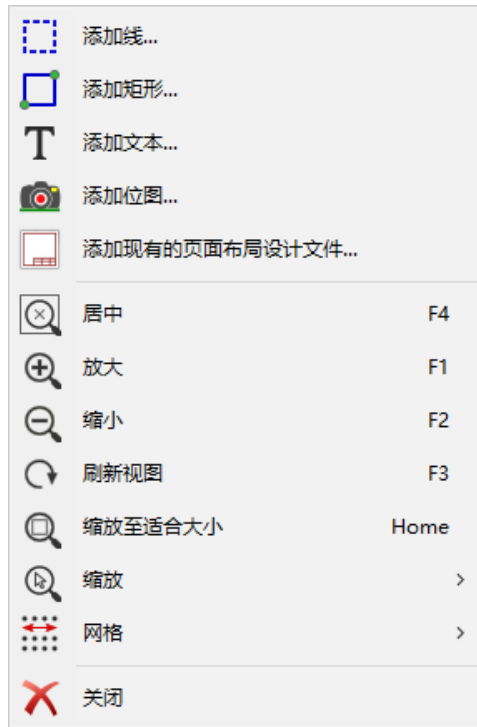 添加线...
添加矩形...
添加文本...
添加位图...
添加现有的页面布局设计文件...
居中 F4
放大 F1
缩小 F2
刷新视图 F3
缩放至适合大小 Home
缩放
网格
关闭